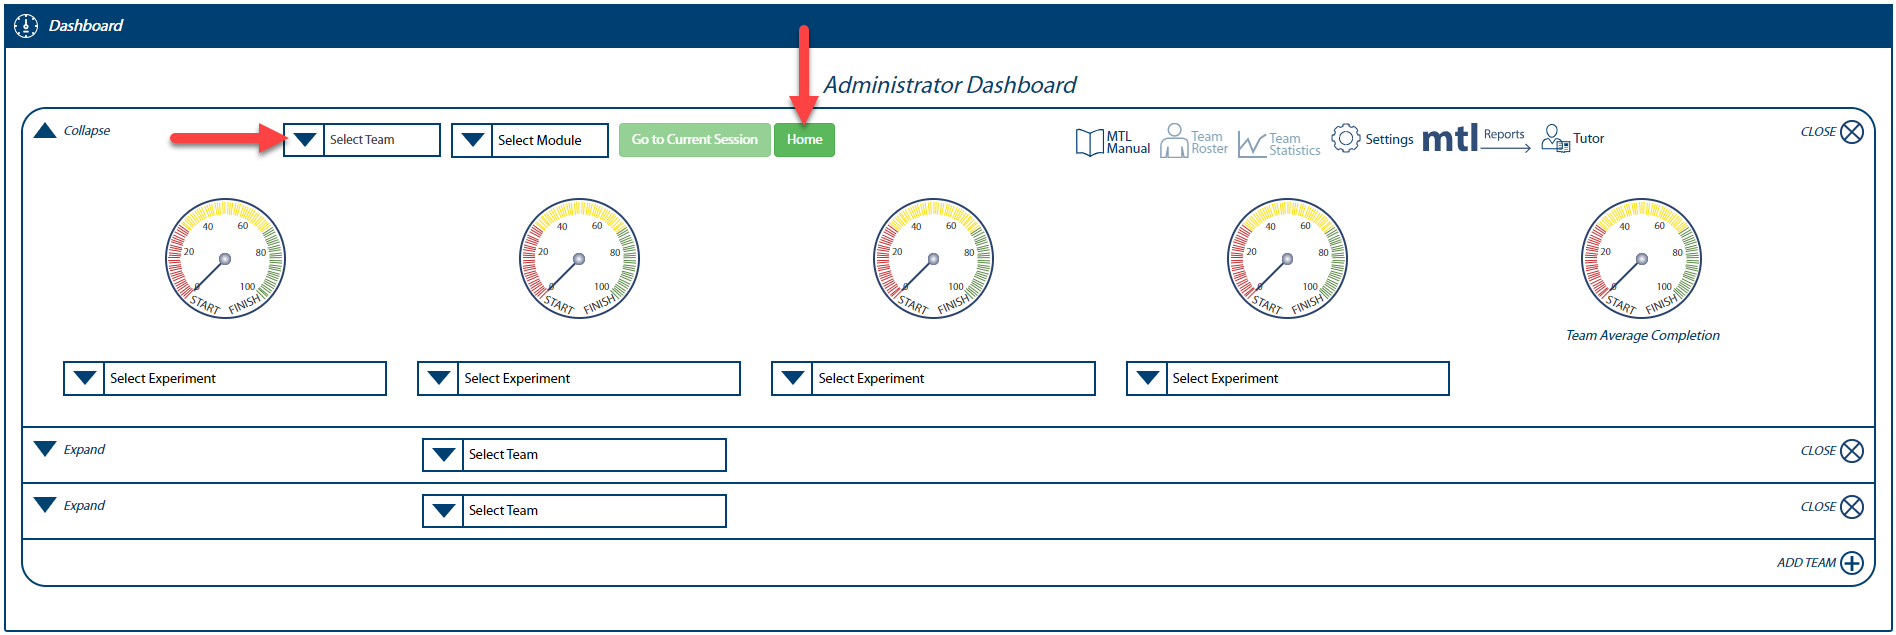 Dashboard
Administrator Dashboard
Collapse
Select Team
Select Module
Go to Current Session
Home
MTL
Manual
Team
Roster
Team
Statistics
Settings
mtl Reports
Tutor
CLOSE
0 20 40 60 80 100
START FINISH
0 20 40 60 80 100
START FINISH
0 20 40 60 80 100
START FINISH
0 20 40 60 80 100
START FINISH
0 20 40 60 80 100
START FINISH
Team Average Completion
Select Experiment
Select Experiment
Select Experiment
Select Experiment
Expand
Select Team
CLOSE
Expand
Select Team
CLOSE
ADD TEAM